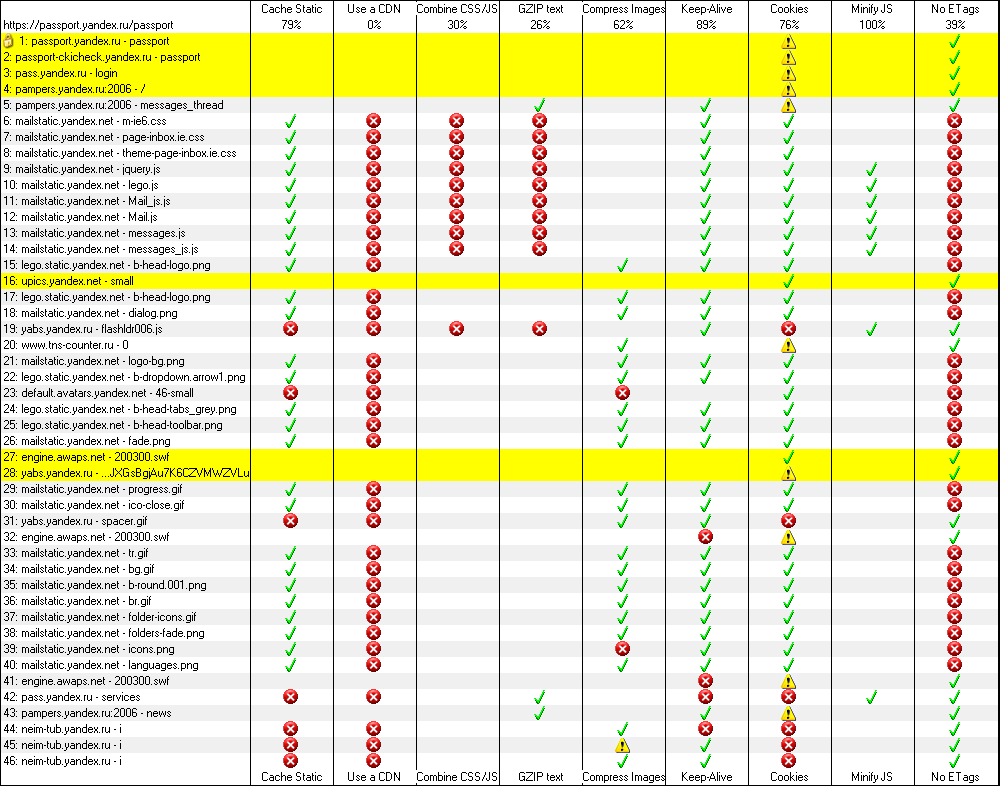 Cache Static Use a CDN Combine CSS/JS GZIP text Compress Images Keep-Alive Cookies Minify JS No ETags
https://passport.yandex.ru/passport 79% 0% 30% 26% 62% 89% 76% 100% 39%
1: passport.yandex.ru - passport
2: passport-ckicheck.yandex.ru - passport
3: pass.yandex.ru - login
4: pampers.yandex.ru:2006 - /
5: pampers.yandex.ru:2006 - messages_thread
6: mailstatic.yandex.net - m-ie6.css
7: mailstatic.yandex.net - page-inbox.ie.css
8: mailstatic.yandex.net - theme-page-inbox.ie.css
9: mailstatic.yandex.net - jquery.js
10: mailstatic.yandex.net - lego.js
11: mailstatic.yandex.net - Mail_js.js
12: mailstatic.yandex.net - Mail.js
13: mailstatic.yandex.net - messages.js
14: mailstatic.yandex.net - messages_js.js
15: lego.static.yandex.net - b-head-logo.png
16: upics.yandex.net - small
17: lego.static.yandex.net - b-head-logo.png
18: mailstatic.yandex.net - dialog.png
19: yabs.yandex.ru - flashldr006.js
20: www.tns-counter.ru - 0
21: mailstatic.yandex.net - logo-bg.png
22: lego.static.yandex.net - b-dropdown.arrow1.png
23: default.avatars.yandex.net - 46-small
24: lego.static.yandex.net - b-head-tabs_grey.png
25: lego.static.yandex.net - b-head-toolbar.png
26: mailstatic.yandex.net - fade.png
27: engine.awaps.net - 200300.swf
28: yabs.yandex.ru - ...JXGsBgjAu7K6CZVMWZVLu
29: mailstatic.yandex.net - progress.gif
30: mailstatic.yandex.net - ico-close.gif
31: yabs.yandex.ru - spacer.gif
32: engine.awaps.net - 200300.swf
33: mailstatic.yandex.net - tr.gif
34: mailstatic.yandex.net - bg.gif
35: mailstatic.yandex.net - b-round.001.png
36: mailstatic.yandex.net - br.gif
37: mailstatic.yandex.net - folder-icons.gif
38: mailstatic.yandex.net - folders-fade.png
39: mailstatic.yandex.net - icons.png
40: mailstatic.yandex.net - languages.png
41: engine.awaps.net - 200300.swf
42: pass.yandex.ru - services
43: pampers.yandex.ru:2006 - news
44: neim-tub.yandex.ru - i
45: neim-tub.yandex.ru - i
46: neim-tub.yandex.ru - i
Cache Static Use a CDN Combine CSS/JS GZIP text Compress Images Keep-Alive Cookies Minify JS No ETags